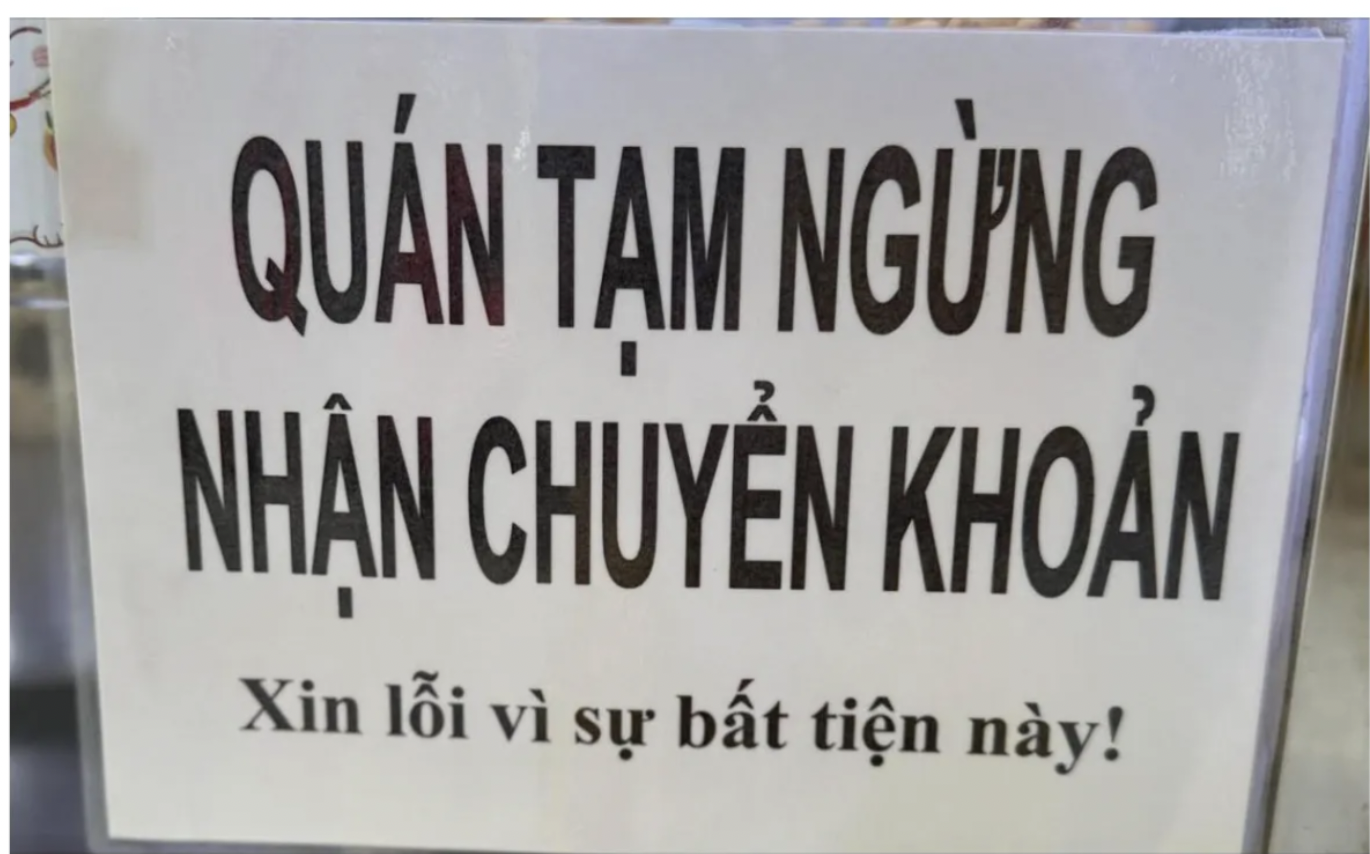 QUÁN TẠM NGỪNG
NHẬN CHUYỂN KHOẢN
Xin lỗi vì sự bất tiện này!